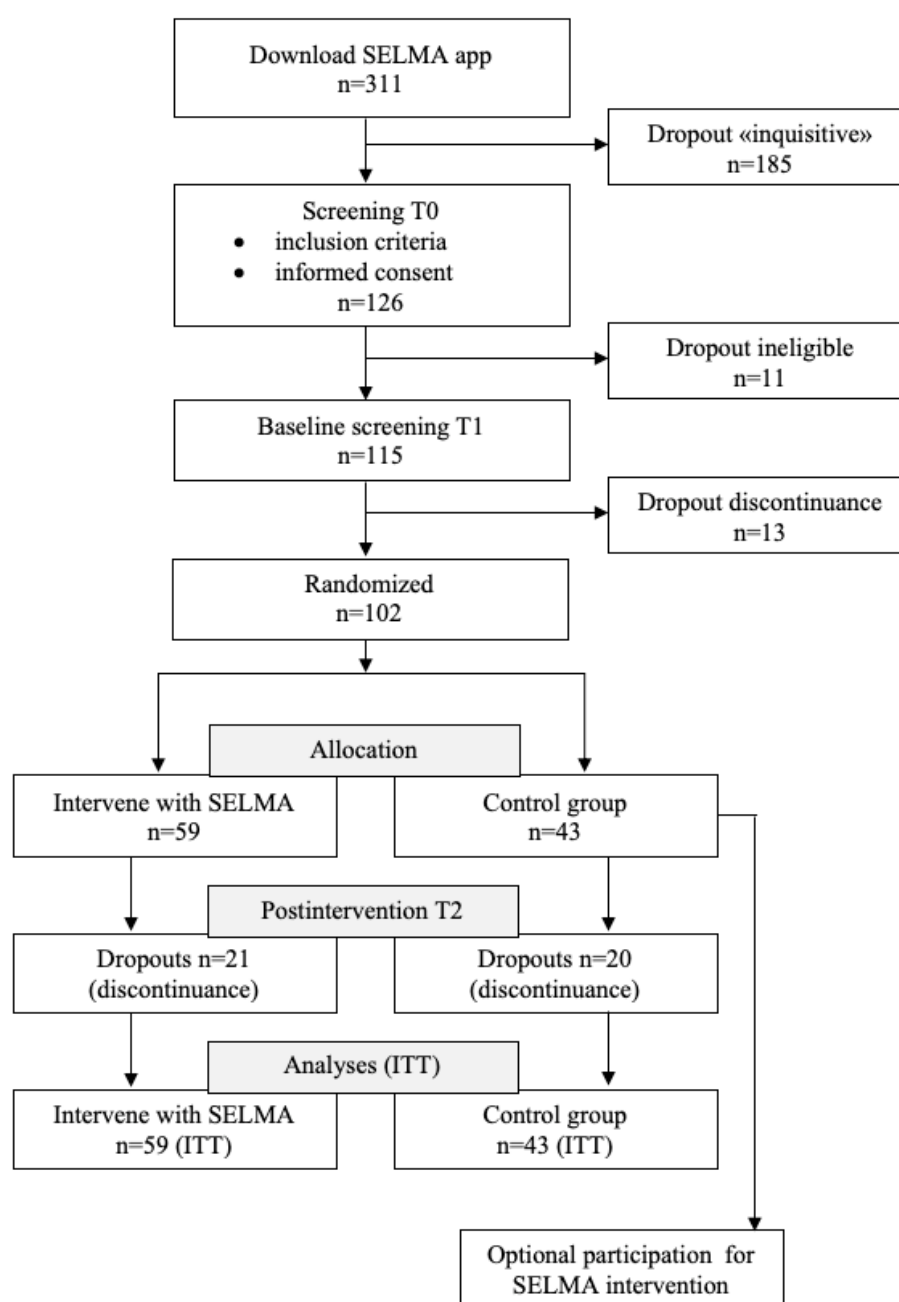 Download SELMA app
n=311
Dropout «inquisitive»
n=185
Screening T0
• inclusion criteria
• informed consent
n=126
Dropout ineligible
n=11
Baseline screening T1
n=115
Dropout discontinuance
n=13
Randomized
n=102
Allocation
Intervene with SELMA
n=59
Control group
n=43
Postintervention T2
Dropouts n=21
(discontinuance)
Dropouts n=20
(discontinuance)
Analyses (ITT)
Intervene with SELMA
n=59 (ITT)
Control group
n=43 (ITT)
Optional participation for
SELMA intervention